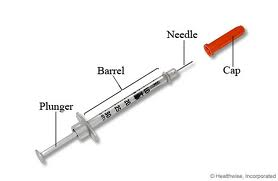 Needle
Barrel
Cap
Plunger
© Healthwise, Incorporated